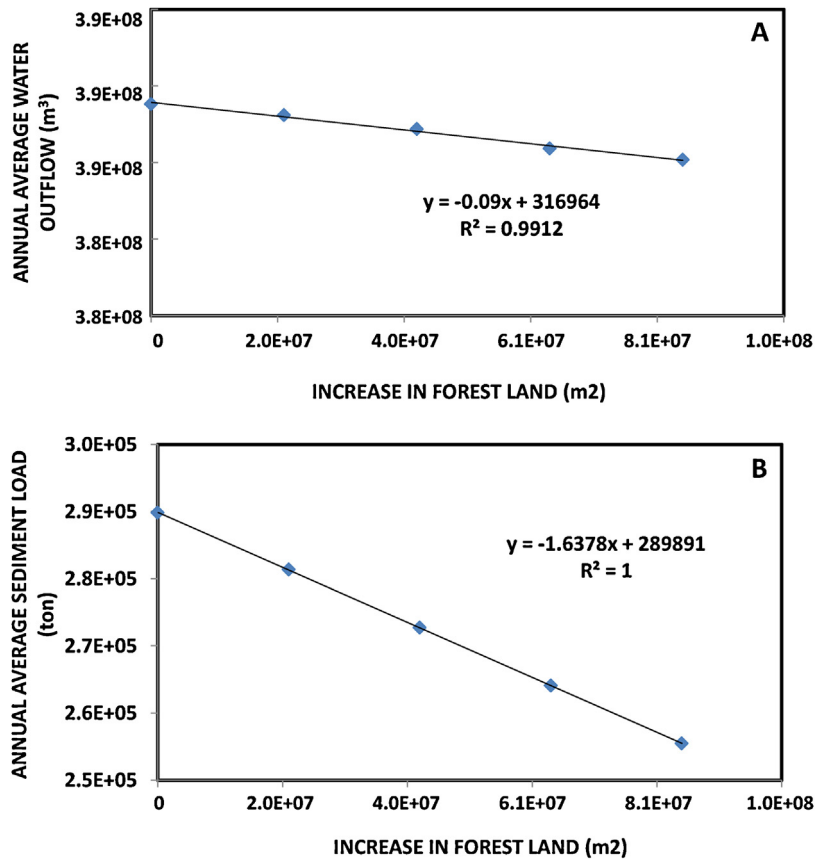 A
3.9E+08
3.9E+08
3.9E+08
3.8E+08
3.8E+08
ANNUAL AVERAGE WATER
OUTFLOW (m³)
y = -0.09x + 316964
R² = 0.9912
0 2.0E+07 4.0E+07 6.1E+07 8.1E+07 1.0E+08
INCREASE IN FOREST LAND (m2)
B
3.0E+05
2.9E+05
2.8E+05
2.7E+05
2.6E+05
2.5E+05
ANNUAL AVERAGE SEDIMENT LOAD
(ton)
y = -1.6378x + 289891
R² = 1
0 2.0E+07 4.0E+07 6.1E+07 8.1E+07 1.0E+08
INCREASE IN FOREST LAND (m2)